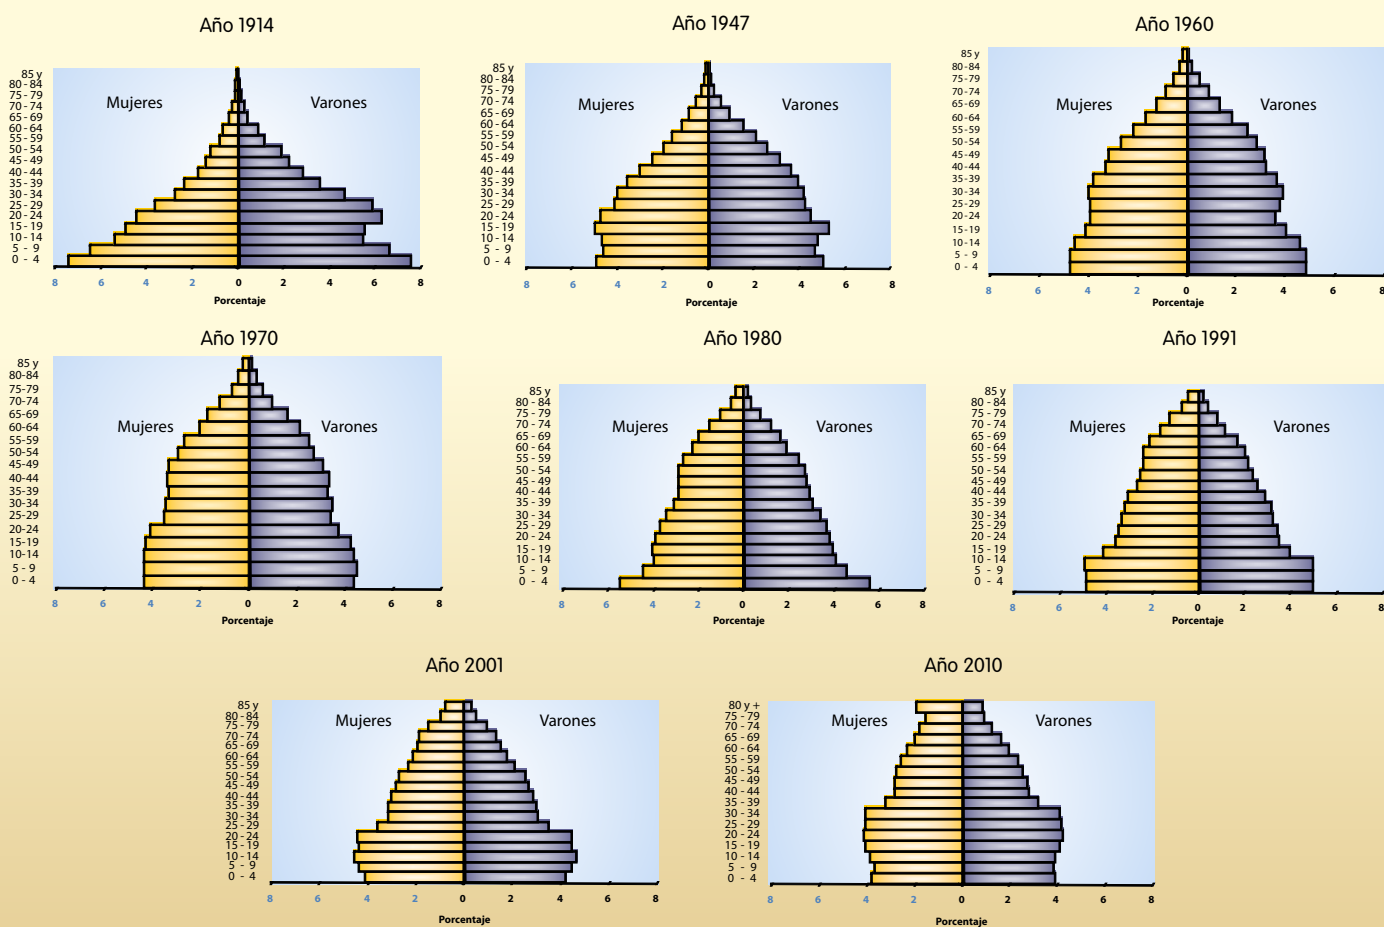 Año 1914
85 y
80 - 84
75 - 79
70 - 74
65 - 69
60 - 64
55 - 59
50 - 54
45 - 49
40 - 44
35 - 39
30 - 34
25 - 29
20 - 24
15 - 19
10 - 14
5 - 9
0 - 4
Mujeres Varones
8 6 4 2 0 2 4 6 8
Porcentaje
Año 1947
85 y
80 - 84
75 - 79
70 - 74
65 - 69
60 - 64
55 - 59
50 - 54
45 - 49
40 - 44
35 - 39
30 - 34
25 - 29
20 - 24
15 - 19
10 - 14
5 - 9
0 - 4
Mujeres Varones
8 6 4 2 0 2 4 6 8
Porcentaje
Año 1960
85 y
80-84
75-79
70-74
65-69
60-64
55-59
50-54
45-49
40-44
35-39
30-34
25-29
20-24
15-19
10-14
5 - 9
0 - 4
Mujeres Varones
8 6 4 2 0 2 4 6 8
Porcentaje
Año 1970
85 y
80-84
75-79
70-74
65-69
60-64
55-59
50-54
45-49
40-44
35-39
30-34
25-29
20-24
15-19
10-14
5 - 9
0 - 4
Mujeres Varones
8 6 4 2 0 2 4 6 8
Porcentaje
Año 1980
85 y
80 - 84
75 - 79
70 - 74
65 - 69
60 - 64
55 - 59
50 - 54
45 - 49
40 - 44
35 - 39
30 - 34
25 - 29
20 - 24
15 - 19
10 - 14
5 - 9
0 - 4
Mujeres Varones
8 6 4 2 0 2 4 6 8
Porcentaje
Año 1991
85 y
80 - 84
75 - 79
70 - 74
65 - 69
60 - 64
55 - 59
50 - 54
45 - 49
40 - 44
35 - 39
30 - 34
25 - 29
20 - 24
15 - 19
10 - 14
5 - 9
0 - 4
Mujeres Varones
8 6 4 2 0 2 4 6 8
Porcentaje
Año 2001
85 y
80 - 84
75 - 79
70 - 74
65 - 69
60 - 64
55 - 59
50 - 54
45 - 49
40 - 44
35 - 39
30 - 34
25 - 29
20 - 24
15 - 19
10 - 14
5 - 9
0 - 4
Mujeres Varones
8 6 4 2 0 2 4 6 8
Porcentaje
Año 2010
80 y +
75 - 79
70 - 74
65 - 69
60 - 64
55 - 59
50 - 54
45 - 49
40 - 44
35 - 39
30 - 34
25 - 29
20 - 24
15 - 19
10 - 14
5 - 9
0 - 4
Mujeres Varones
8 6 4 2 0 2 4 6 8
Porcentaje